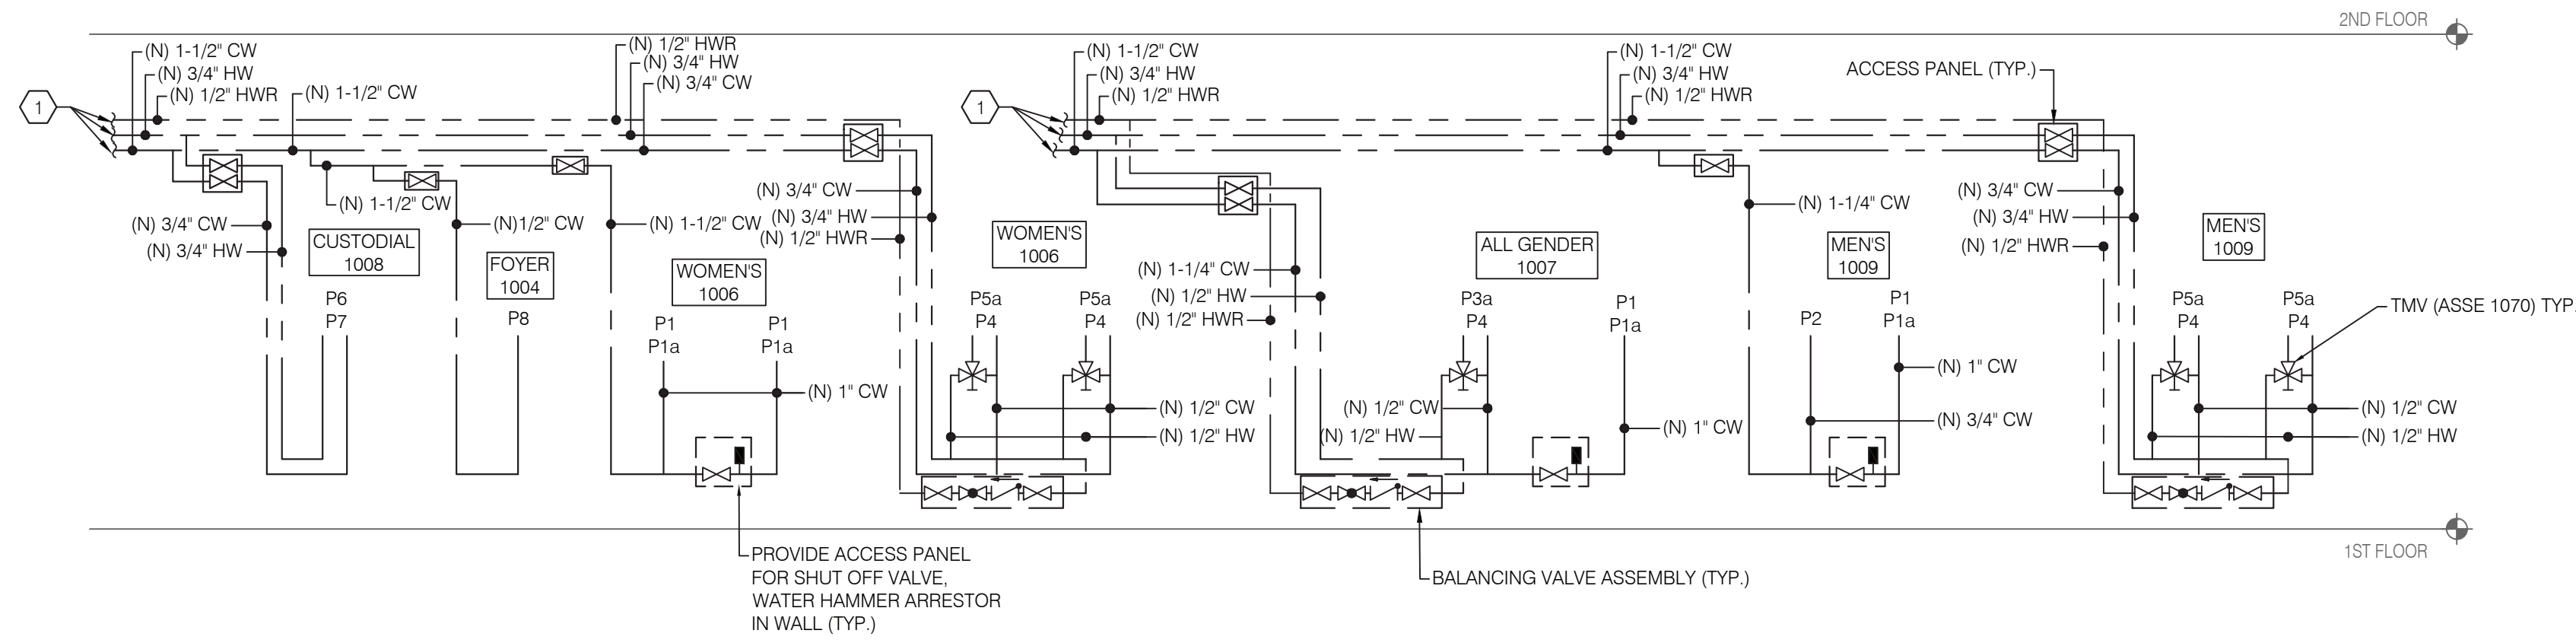 2ND FLOOR
(N) 1-1/2" CW
(N) 3/4" HW
(N) 1/2" HWR
1
(N) 1-1/2" CW
(N) 1/2" HWR
(N) 3/4" HW
(N) 3/4" CW
(N) 1-1/2" CW
(N) 3/4" HW
(N) 1/2" HWR
1
(N) 1-1/2" CW
(N) 3/4" HW
(N) 1/2" HWR
ACCESS PANEL (TYP.)
(N) 3/4" CW
(N) 3/4" HW
(N) 1-1/2" CW
CUSTODIAL
1008
P6
P7
(N)1/2" CW
FOYER
1004
P8
(N) 1-1/2" CW
WOMEN'S
1006
P1
P1a
P1
P1a
(N) 1" CW
(N) 3/4" CW
(N) 3/4" HW
(N) 1/2" HWR
WOMEN'S
1006
P5a
P4
P5a
P4
(N) 1/2" CW
(N) 1/2" HW
(N) 1-1/4" CW
(N) 1/2" HW
(N) 1/2" HWR
ALL GENDER
1007
P3a
P4
P1
P1a
(N) 1/2" CW
(N) 1/2" HW
(N) 1" CW
(N) 1-1/4" CW
MEN'S
1009
P2
P1
P1a
(N) 1" CW
(N) 3/4" CW
(N) 3/4" CW
(N) 3/4" HW
(N) 1/2" HWR
MEN'S
1009
P5a
P4
P5a
P4
TMV (ASSE 1070) TYP.
(N) 1/2" CW
(N) 1/2" HW
PROVIDE ACCESS PANEL
FOR SHUT OFF VALVE,
WATER HAMMER ARRESTOR
IN WALL (TYP.)
BALANCING VALVE ASSEMBLY (TYP.)
1ST FLOOR